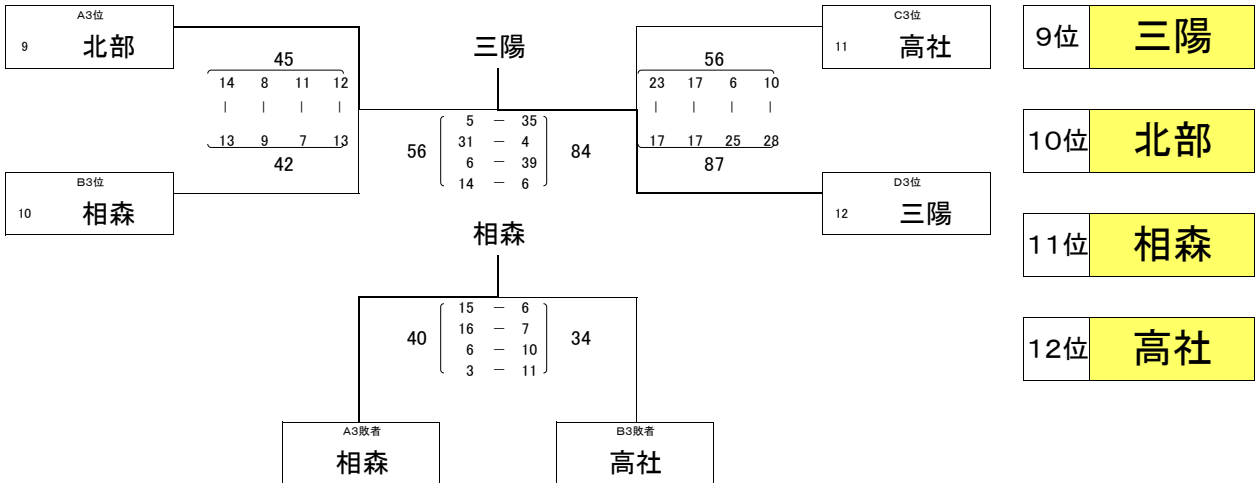 A3位
9 北部
45
14 8 11 12
| | | |
13 9 7 13
42
B3位
10 相森
三陽
56
5 － 35
31 － 4
6 － 39
14 － 6
84
C3位
11 高社
56
23 17 6 10
| | | |
17 17 25 28
87
D3位
12 三陽
相森
40
15 － 6
16 － 7
6 － 10
3 － 11
34
A3敗者
相森
B3敗者
高社
9位 三陽
10位 北部
11位 相森
12位 高社